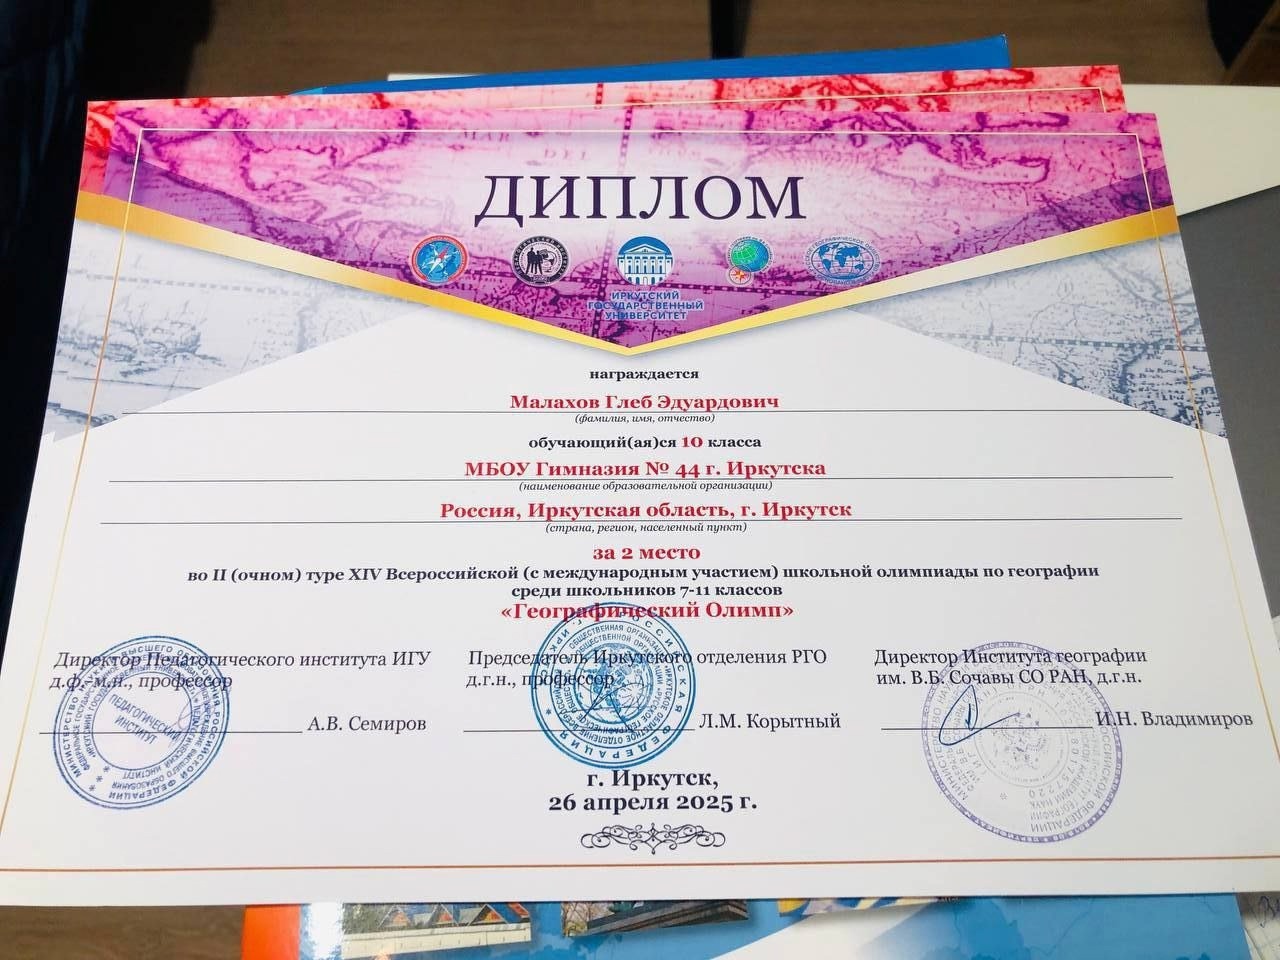 ДИПЛОМ
ИРКУТСКИЙ
ГОСУДАРСТВЕННЫЙ
УНИВЕРСИТЕТ
награждается
Малахов Глеб Эдуардович
(фамилия, имя, отчество)
обучающий(ая)ся 10 класса
МБОУ Гимназия № 44 г. Иркутска
(наименование образовательной организации)
Россия, Иркутская область, г. Иркутск
(страна, регион, населенный пункт)
за 2 место
во II (очном) туре XIV Всероссийской (с международным участием) школьной олимпиады по географии
среди школьников 7-11 классов
«Географический Олимп»
Директор Педагогического института ИГУ
д.ф.-м.н., профессор
А.В. Семиров
ПЕДАГОГИЧЕСКИЙ
ИНСТИТУТ
Председатель Иркутского отделения РГО
д.г.н., профессор
Л.М. Корытный
Директор Института географии
им. В.Б. Сочавы СО РАН, д.г.н.
И.Н. Владимиров
г. Иркутск,
26 апреля 2025 г.